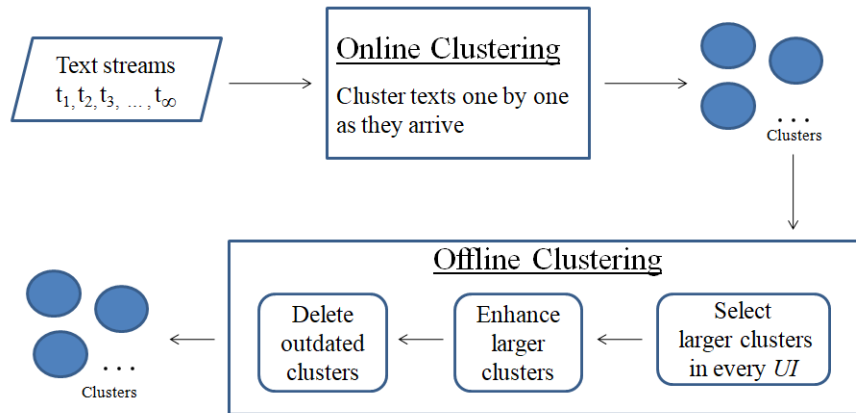 Text streams
t1, t2, t3, ... , t∞
Online Clustering
Cluster texts one by one
as they arrive
...
Clusters
Offline Clustering
Select
larger clusters
in every UI
Enhance
larger
clusters
Delete
outdated
clusters
...
Clusters